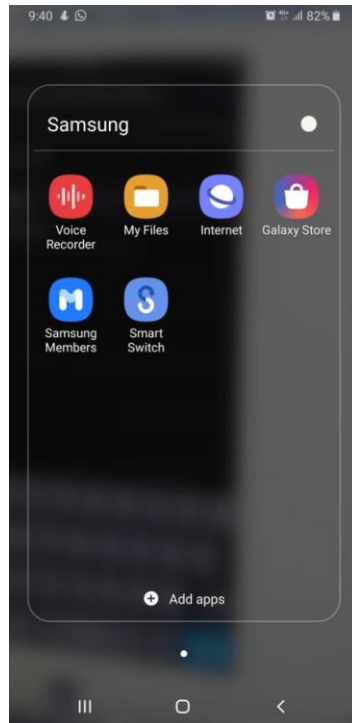 9:40 82%
Samsung
Voice Recorder My Files Internet Galaxy Store
Samsung Members Smart Switch
Add apps